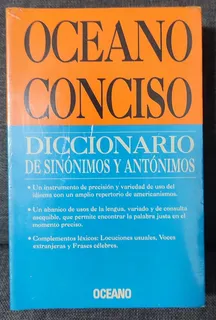 OCEANO
CONCISO
DICCIONARIO
DE SINÓNIMOS Y ANTÓNIMOS
• Un instrumento de precisión y variedad de uso del
idioma con un amplio repertorio de americanismos.
• Un abanico de usos de la lengua, variado y de consulta
asequible, que permite encontrar la palabra justa en el
momento preciso.
• Complementos léxicos: Locuciones usuales, Voces
extranjeras y Frases célebres.
OCEANO